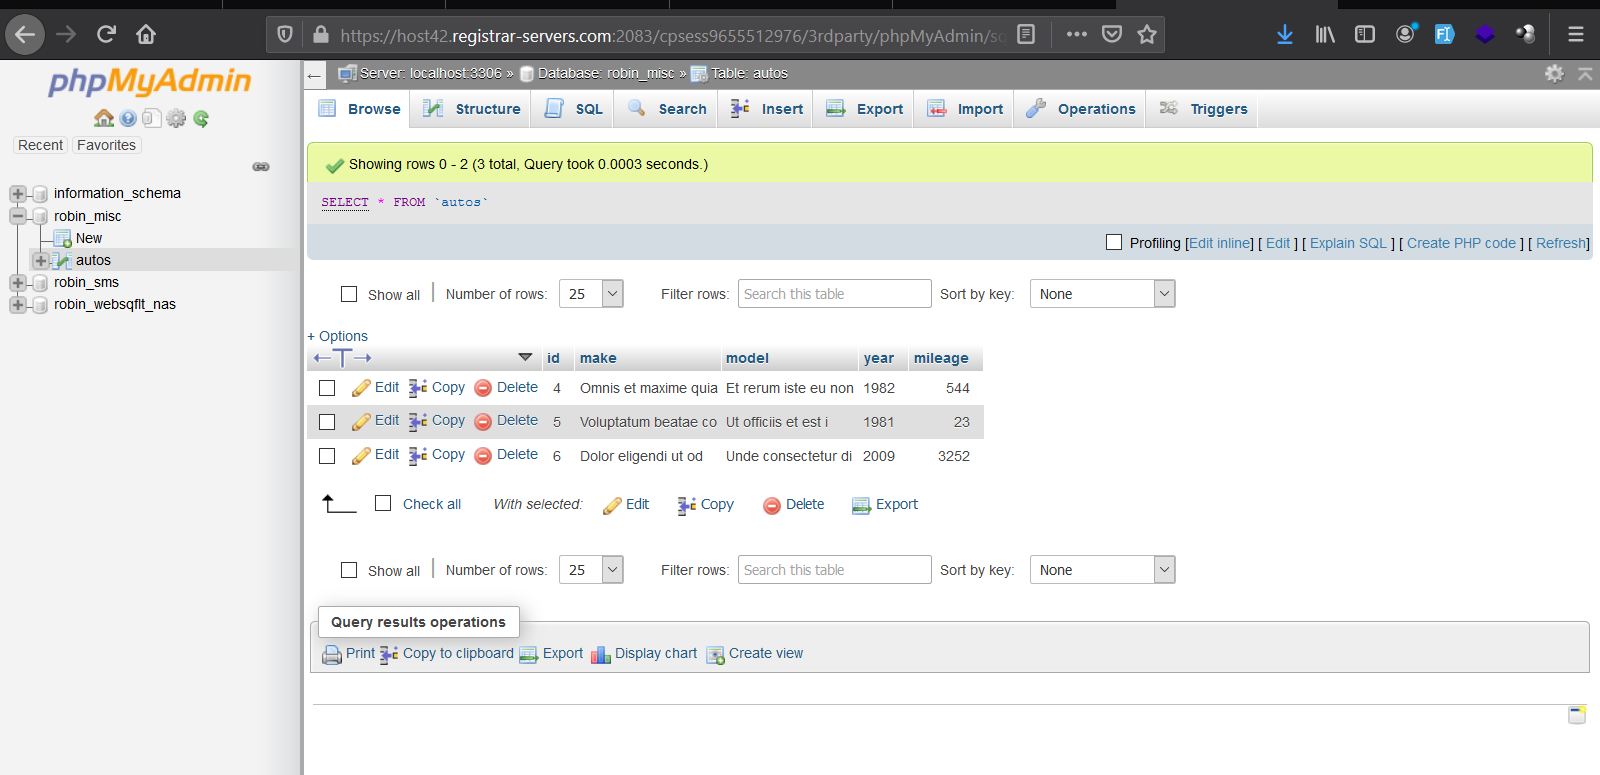 https://host42.registrar-servers.com:2083/cpsess9655512976/3rdparty/phpMyAdmin/sq
phpMyAdmin
Recent Favorites
information_schema
robin_misc
New
autos
robin_sms
robin_websqflt_nas
Server: localhost:3306 » Database: robin_misc » Table: autos
Browse Structure SQL Search Insert Export Import Operations Triggers
Showing rows 0 - 2 (3 total, Query took 0.0003 seconds.)
SELECT * FROM `autos`
Profiling [Edit inline] [ Edit ] [ Explain SQL ] [ Create PHP code ] [ Refresh]
Show all | Number of rows: 25 Filter rows: Search this table Sort by key: None
+ Options
←T→ id make model year mileage
Edit Copy Delete 4 Omnis et maxime quia Et rerum iste eu non 1982 544
Edit Copy Delete 5 Voluptatum beatae co Ut officiis et est i 1981 23
Edit Copy Delete 6 Dolor eligendi ut od Unde consectetur di 2009 3252
Check all With selected: Edit Copy Delete Export
Show all | Number of rows: 25 Filter rows: Search this table Sort by key: None
Query results operations
Print Copy to clipboard Export Display chart Create view